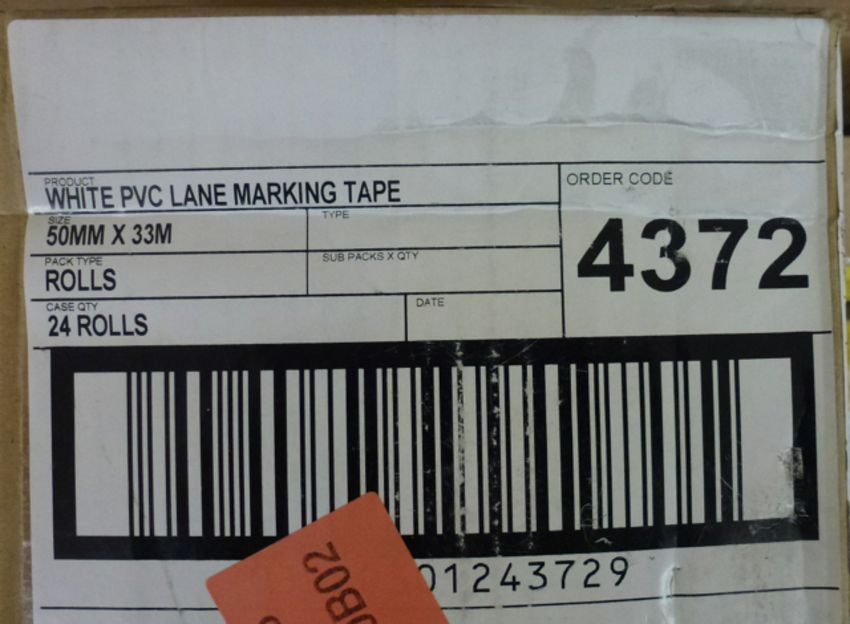 PRODUCT
WHITE PVC LANE MARKING TAPE
ORDER CODE
4372
SIZE
50MM X 33M
TYPE
PACK TYPE
ROLLS
SUB PACKS X QTY
CASE QTY
24 ROLLS
DATE
01243729